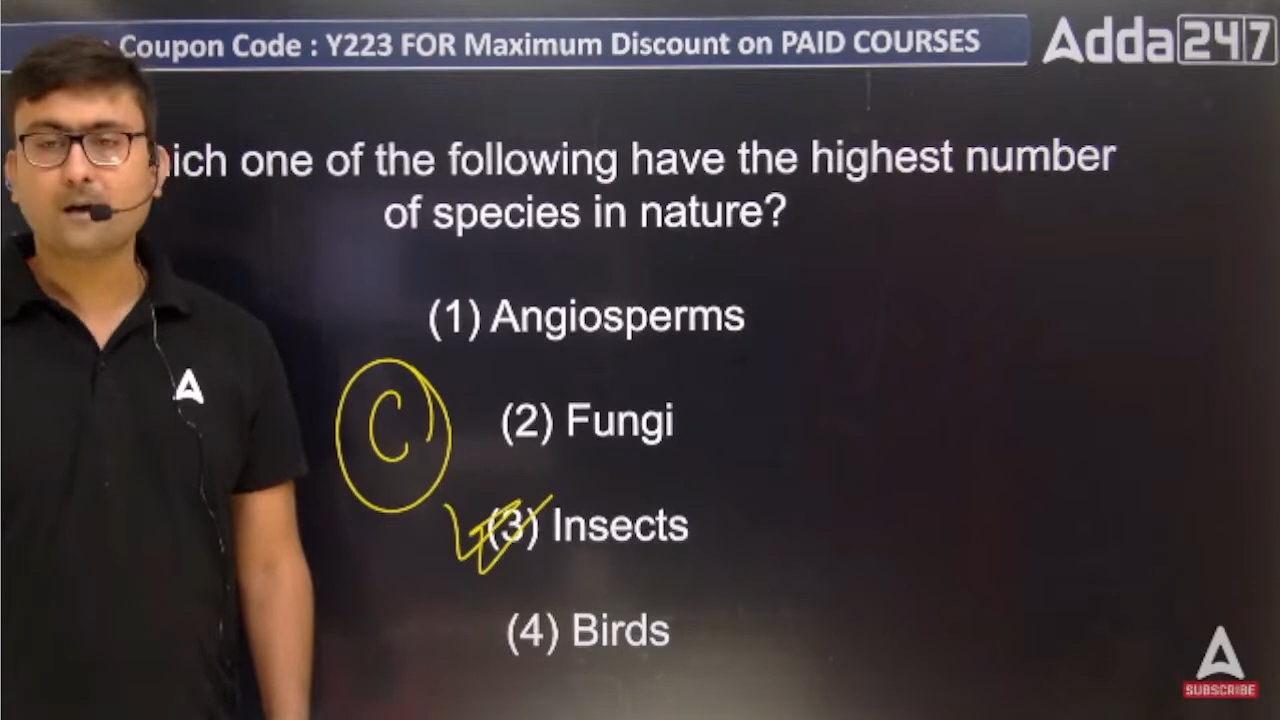 Coupon Code : Y223 FOR Maximum Discount on PAID COURSES
Adda247
ich one of the following have the highest number
of species in nature?
(1) Angiosperms
C
(2) Fungi
(3) Insects
(4) Birds
SUBSCRIBE